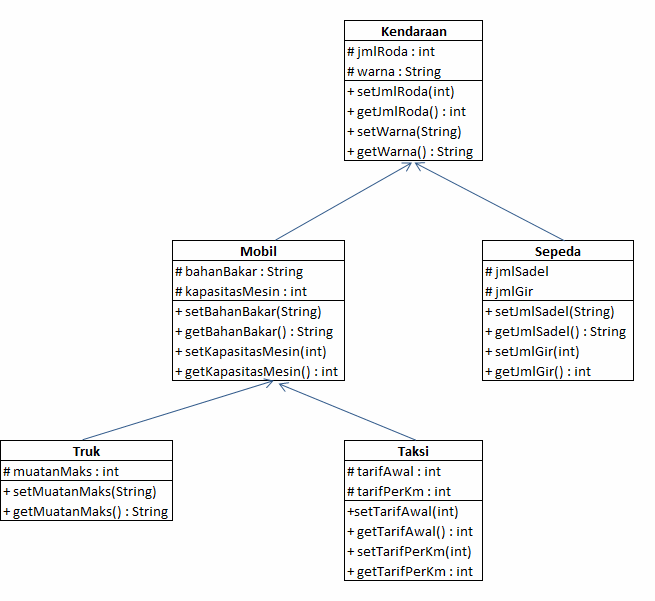 Kendaraan
# jmlRoda : int
# warna : String
+ setJmlRoda(int)
+ getJmlRoda() : int
+ setWarna(String)
+ getWarna() : String
Mobil
# bahanBakar : String
# kapasitasMesin : int
+ setBahanBakar(String)
+ getBahanBakar() : String
+ setKapasitasMesin(int)
+ getKapasitasMesin() : int
Sepeda
# jmlSadel
# jmlGir
+ setJmlSadel(String)
+ getJmlSadel() : String
+ setJmlGir(int)
+ getJmlGir() : int
Truk
# muatanMaks : int
+ setMuatanMaks(String)
+ getMuatanMaks() : String
Taksi
# tarifAwal : int
# tarifPerKm : int
+setTarifAwal(int)
+ getTarifAwal() : int
+ setTarifPerKm(int)
+ getTarifPerKm : int